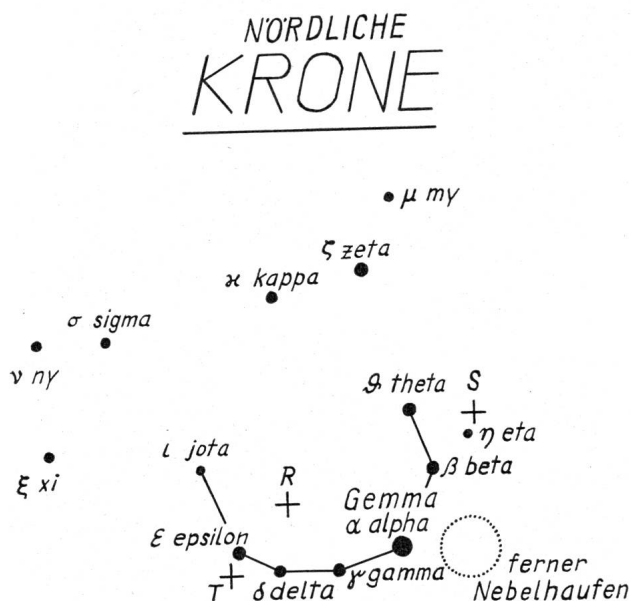 NÖRDLICHE
KRONE
μ my
ζ zeta
ϰ kappa
σ sigma
ν ny
ϑ theta
S
η eta
ι jota
β beta
ξ xi
R
Gemma
α alpha
ε epsilon
T
δ delta
γ gamma
ferner
Nebelhaufen